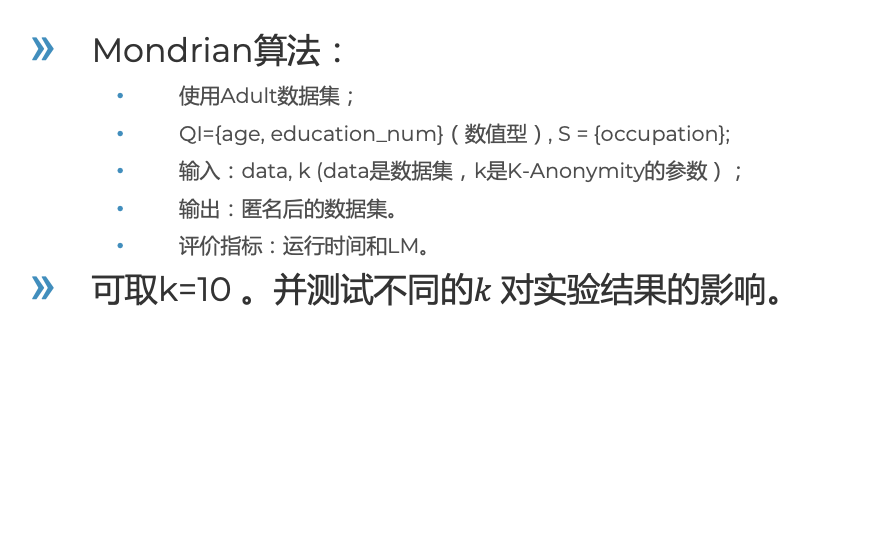 » Mondrian算法：
• 使用Adult数据集；
• QI={age, education_num}（数值型）, S = {occupation};
• 输入：data, k (data是数据集，k是K-Anonymity的参数）；
• 输出：匿名后的数据集。
• 评价指标：运行时间和LM。
» 可取k=10 。并测试不同的k 对实验结果的影响。